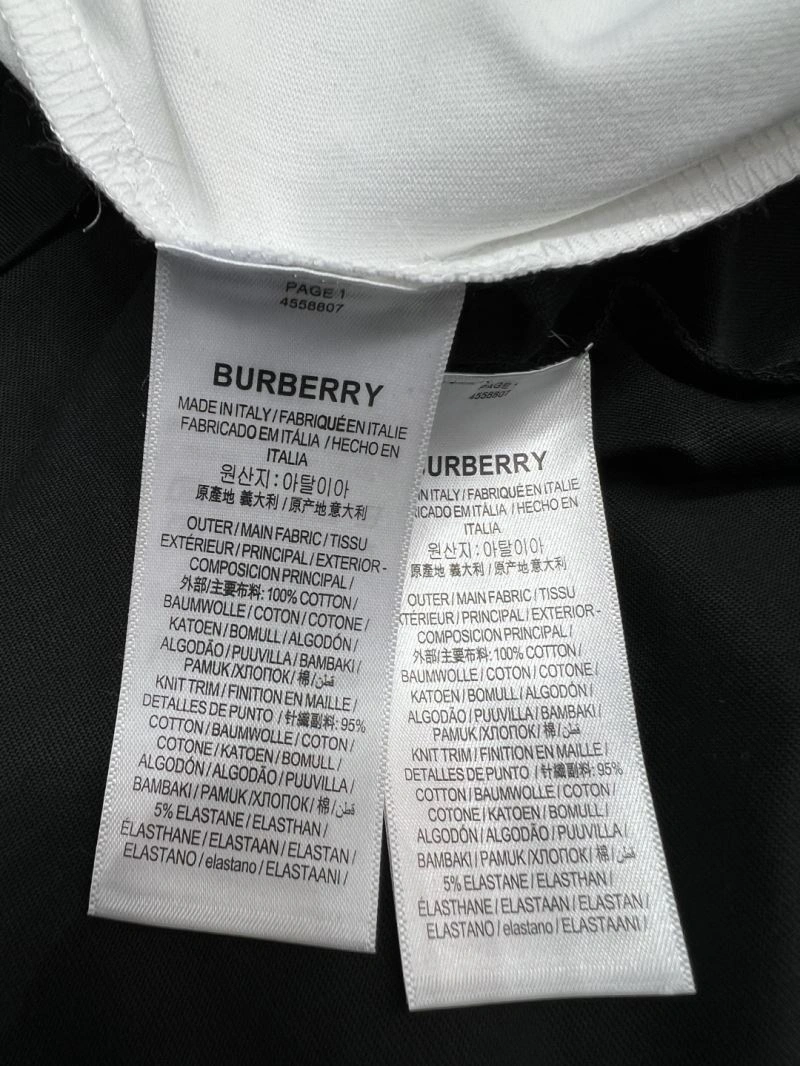 PAGE 1
4558807
BURBERRY
MADE IN ITALY / FABRIQUÉ EN ITALIE
FABRICADO EM ITÁLIA / HECHO EN
ITALIA
원산지 : 아탈이아
原產地 義大利 / 原产地 意大利
OUTER / MAIN FABRIC / TISSU
EXTÉRIEUR / PRINCIPAL / EXTERIOR -
COMPOSICION PRINCIPAL /
外部/主要布料: 100% COTTON /
BAUMWOLLE / COTON / COTONE /
KATOEN / BOMULL / ALGODÓN /
ALGODÃO / PUUVILLA / BAMBAKI /
PAMUK /ХЛОПОК / 棉 / قطن
KNIT TRIM / FINITION EN MAILLE /
DETALLES DE PUNTO / 針織副料: 95%
COTTON / BAUMWOLLE / COTON /
COTONE / KATOEN / BOMULL /
ALGODÓN / ALGODÃO / PUUVILLA /
BAMBAKI / PAMUK /ХЛОПОК / 棉 / قطن
5% ELASTANE / ELASTHAN /
ÉLASTHANE / ELASTAAN / ELASTAN /
ELASTANO / elastano / ELASTAANI /
PAGE 1
4558807
URBERRY
IN ITALY / FABRIQUÉ EN ITALIE
ICADO EM ITÁLIA / HECHO EN
ITALIA
원산지 : 아탈이아
原產地 義大利 / 原产地 意大利
OUTER / MAIN FABRIC / TISSU
XTÉRIEUR / PRINCIPAL / EXTERIOR -
COMPOSICION PRINCIPAL /
外部/主要布料: 100% COTTON /
BAUMWOLLE / COTON / COTONE /
KATOEN / BOMULL / ALGODÓN /
ALGODÃO / PUUVILLA / BAMBAKI /
PAMUK /ХЛОПОК / 棉 / قطن
KNIT TRIM / FINITION EN MAILLE /
DETALLES DE PUNTO / 針織副料: 95%
COTTON / BAUMWOLLE / COTON /
COTONE / KATOEN / BOMULL /
ALGODÓN / ALGODÃO / PUUVILLA /
BAMBAKI / PAMUK /ХЛОПОК / 棉 / قطن
5% ELASTANE / ELASTHAN /
ÉLASTHANE / ELASTAAN / ELASTAN /
ELASTANO / elastano / ELASTAANI /